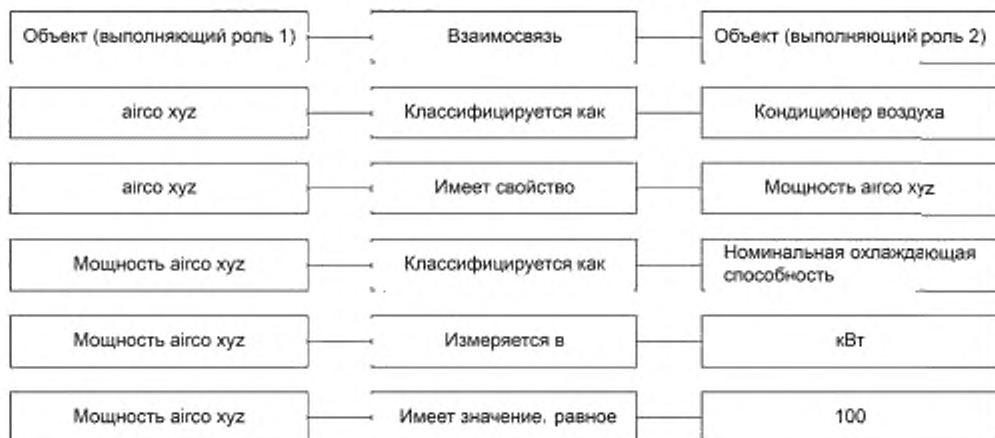 Объект (выполняющий роль 1) Взаимосвязь Объект (выполняющий роль 2)
airco xyz Классифицируется как Кондиционер воздуха
airco xyz Имеет свойство Мощность airco xyz
Мощность airco xyz Классифицируется как Номинальная охлаждающая
способность
Мощность airco xyz Измеряется в кВт
Мощность airco xyz Имеет значение. равное 100